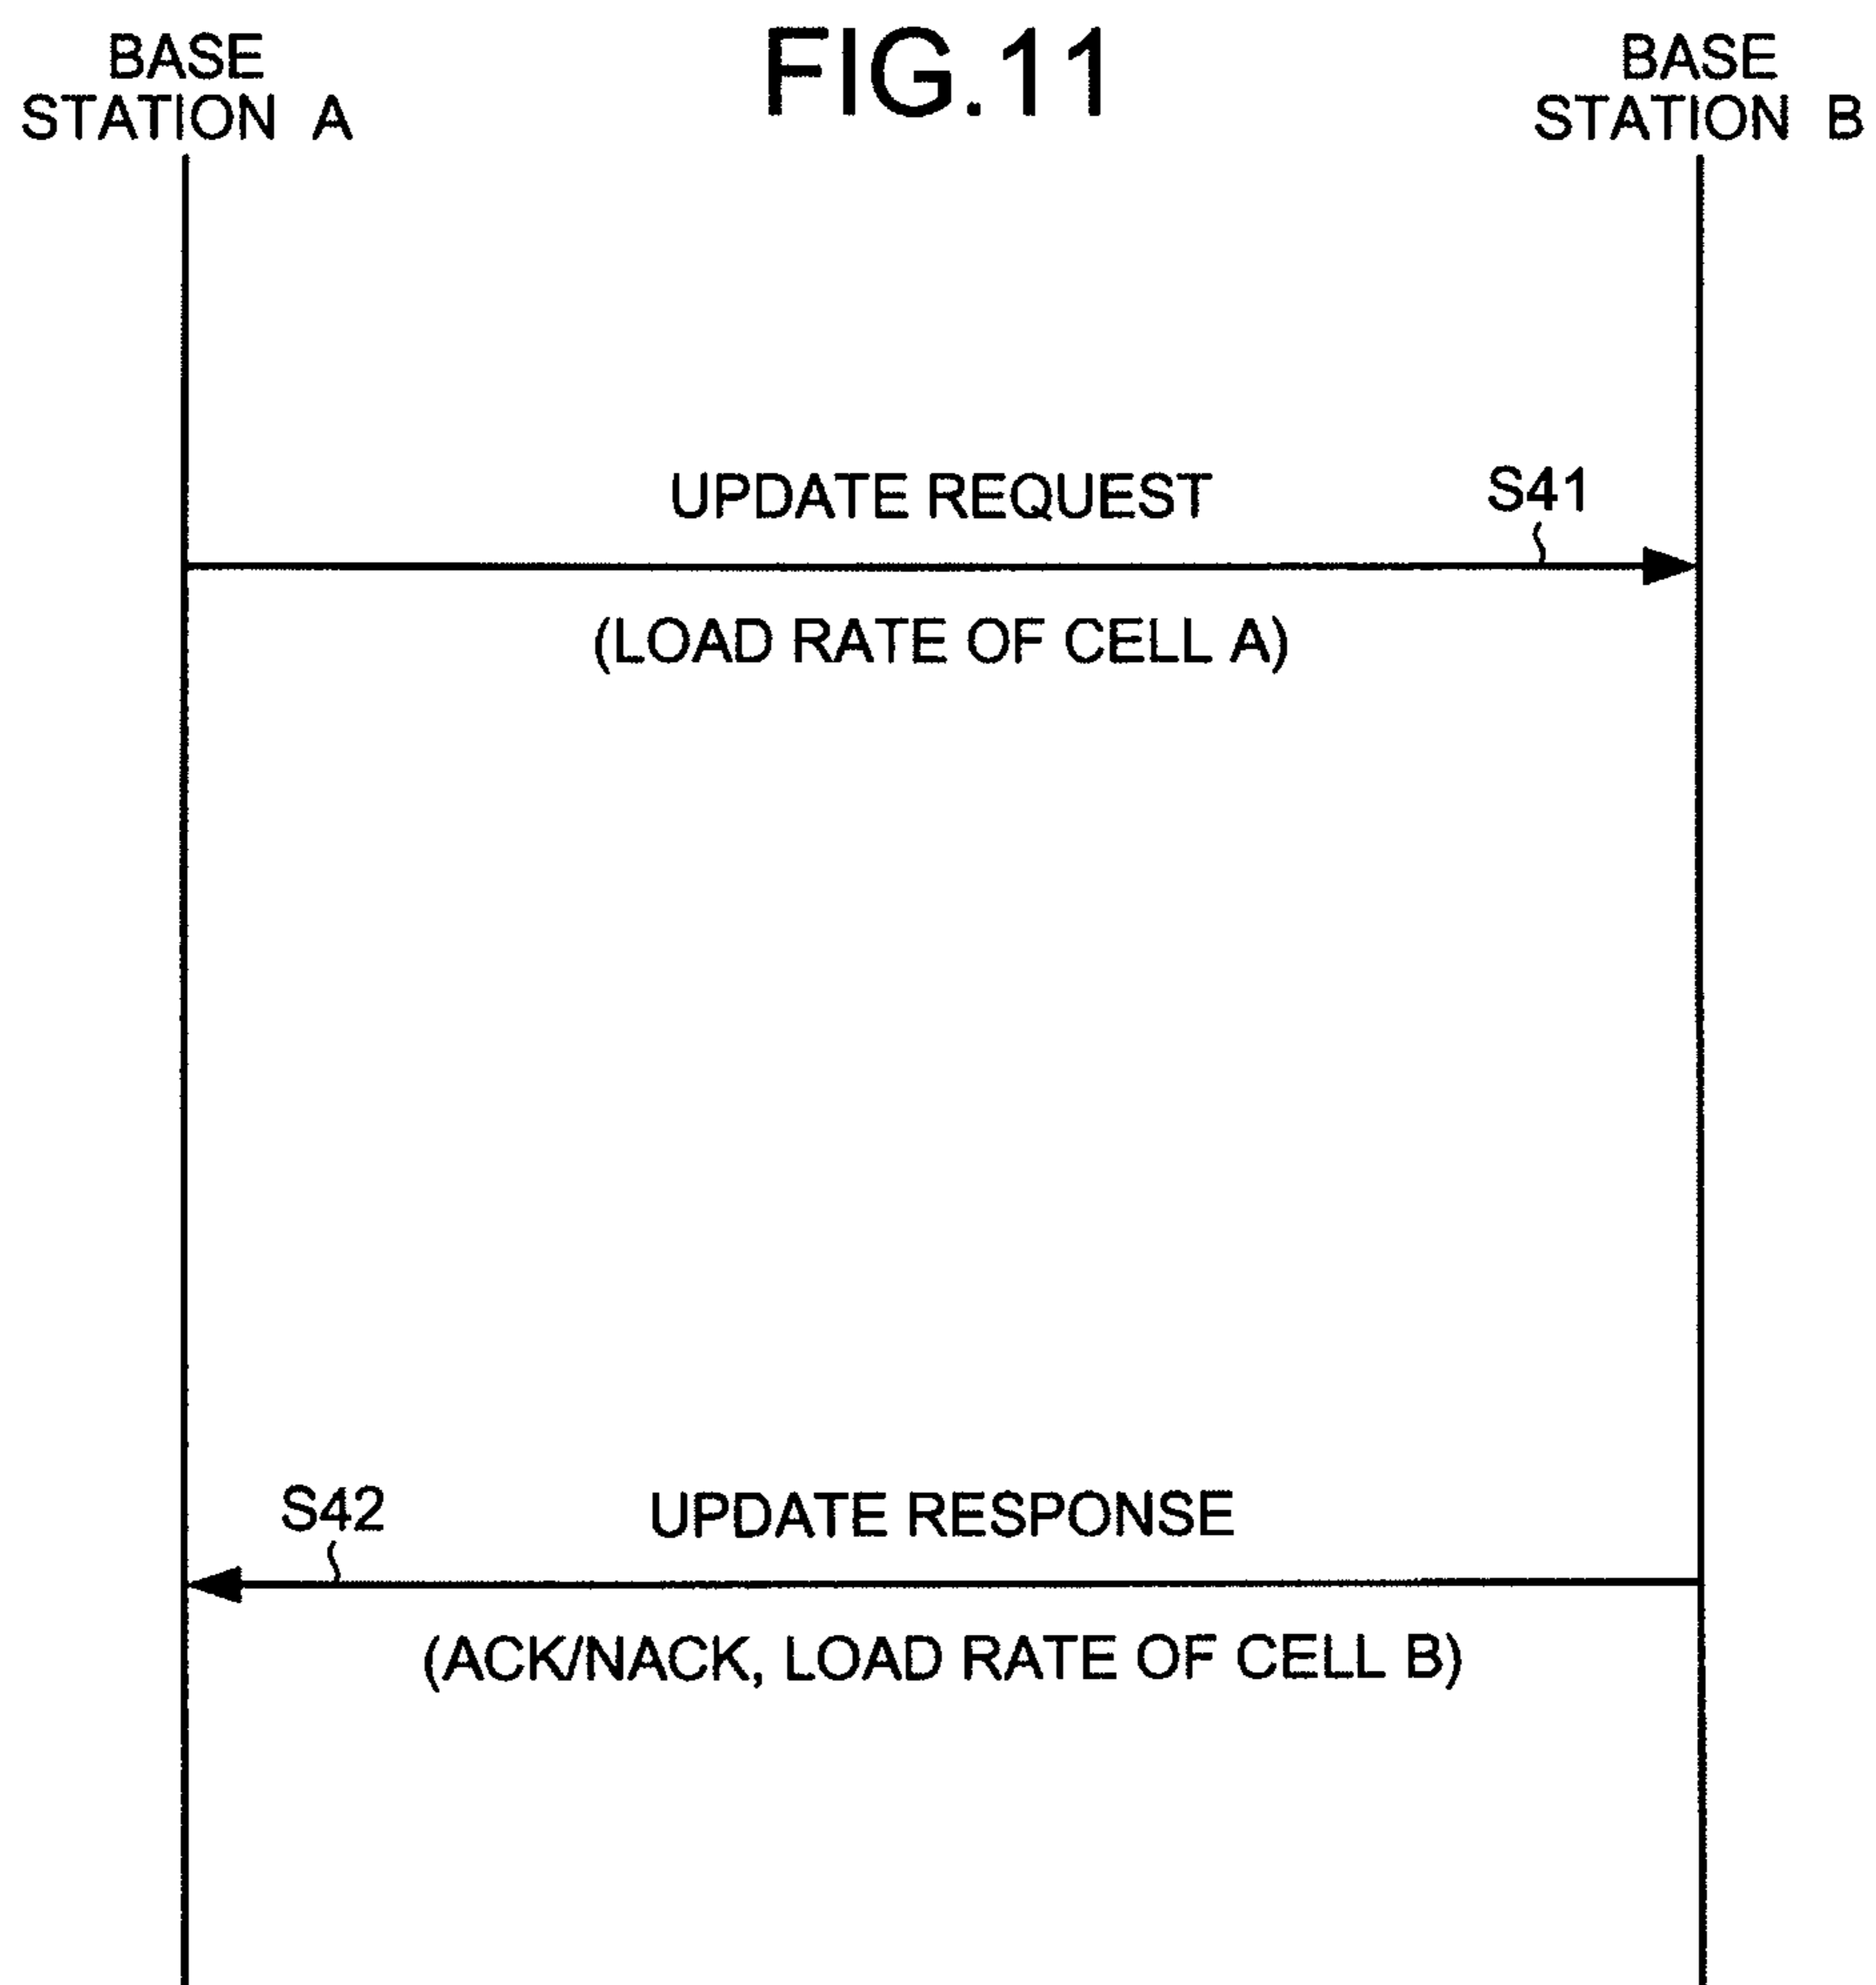 FIG.11
BASE
STATION A
BASE
STATION B
UPDATE REQUEST
S41
(LOAD RATE OF CELL A)
S42
UPDATE RESPONSE
(ACK/NACK, LOAD RATE OF CELL B)